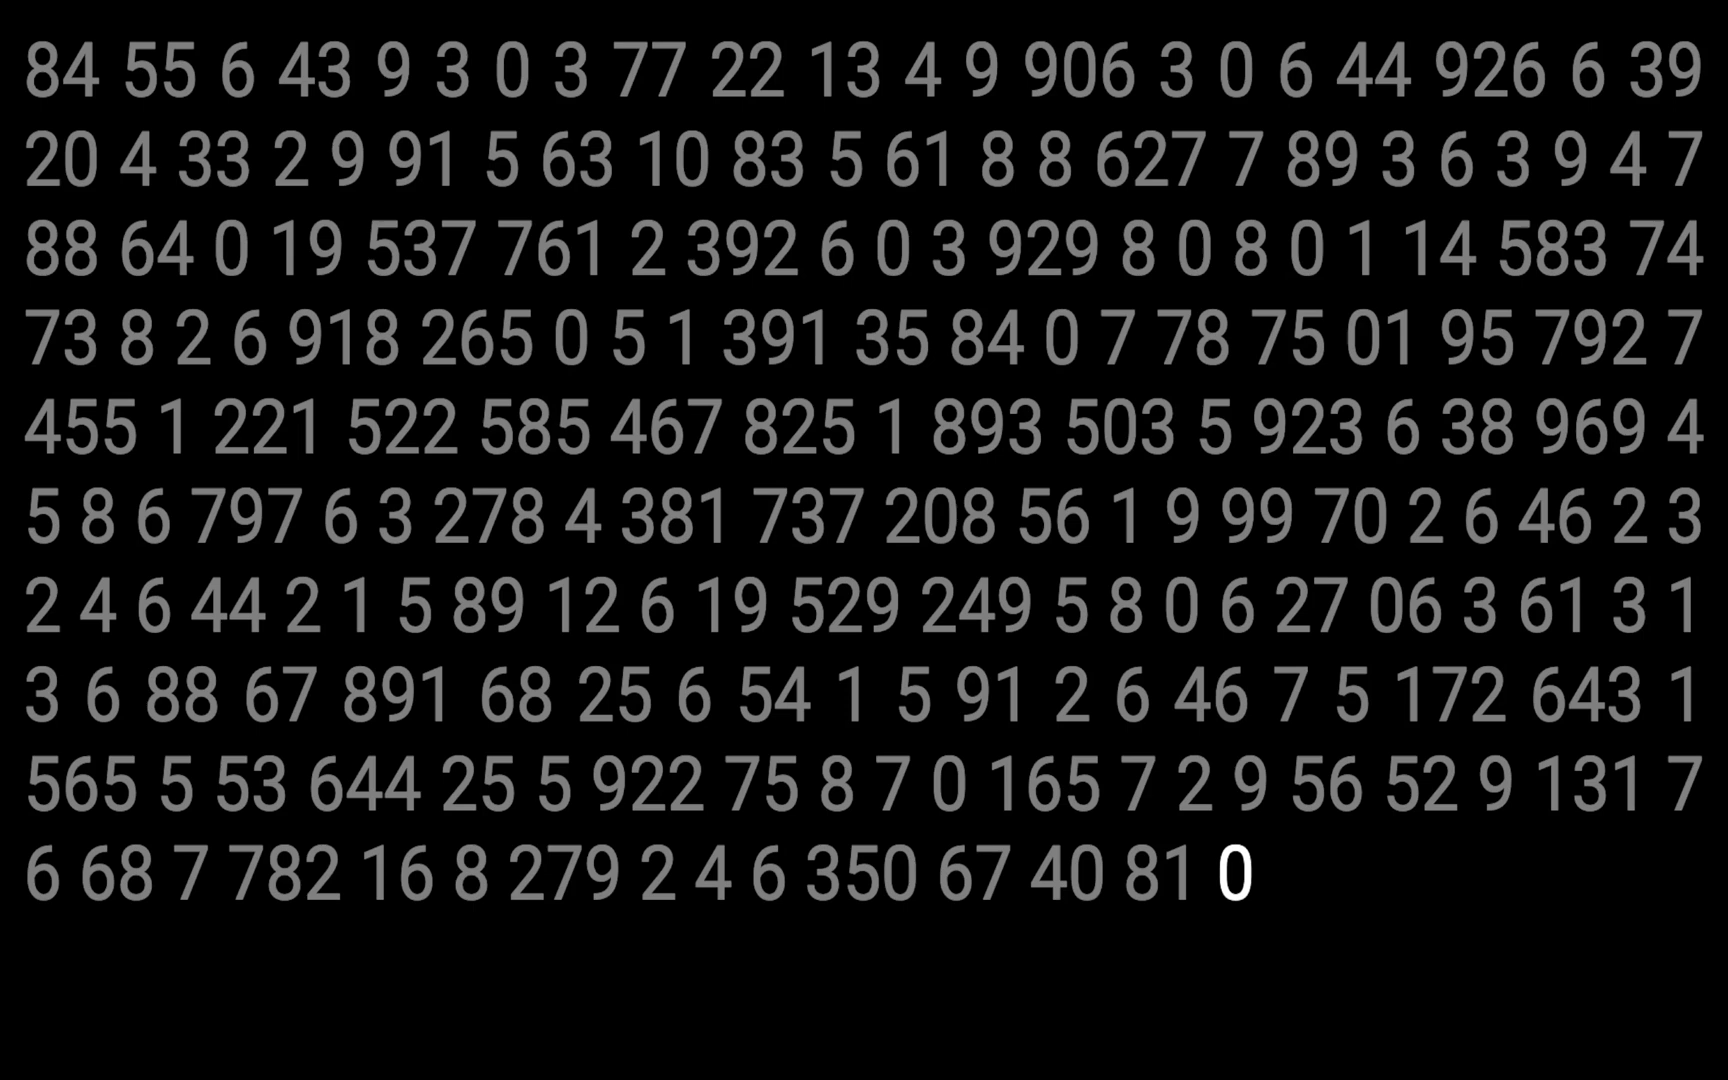 84 55 6 43 9 3 0 3 77 22 13 4 9 906 3 0 6 44 926 6 39
20 4 33 2 9 91 5 63 10 83 5 61 8 8 627 7 89 3 6 3 9 4 7
88 64 0 19 537 761 2 392 6 0 3 929 8 0 8 0 1 14 583 74
73 8 2 6 918 265 0 5 1 391 35 84 0 7 78 75 01 95 792 7
455 1 221 522 585 467 825 1 893 503 5 923 6 38 969 4
5 8 6 797 6 3 278 4 381 737 208 56 1 9 99 70 2 6 46 2 3
2 4 6 44 2 1 5 89 12 6 19 529 249 5 8 0 6 27 06 3 61 3 1
3 6 88 67 891 68 25 6 54 1 5 91 2 6 46 7 5 172 643 1
565 5 53 644 25 5 922 75 8 7 0 165 7 2 9 56 52 9 131 7
6 68 7 782 16 8 279 2 4 6 350 67 40 81 0